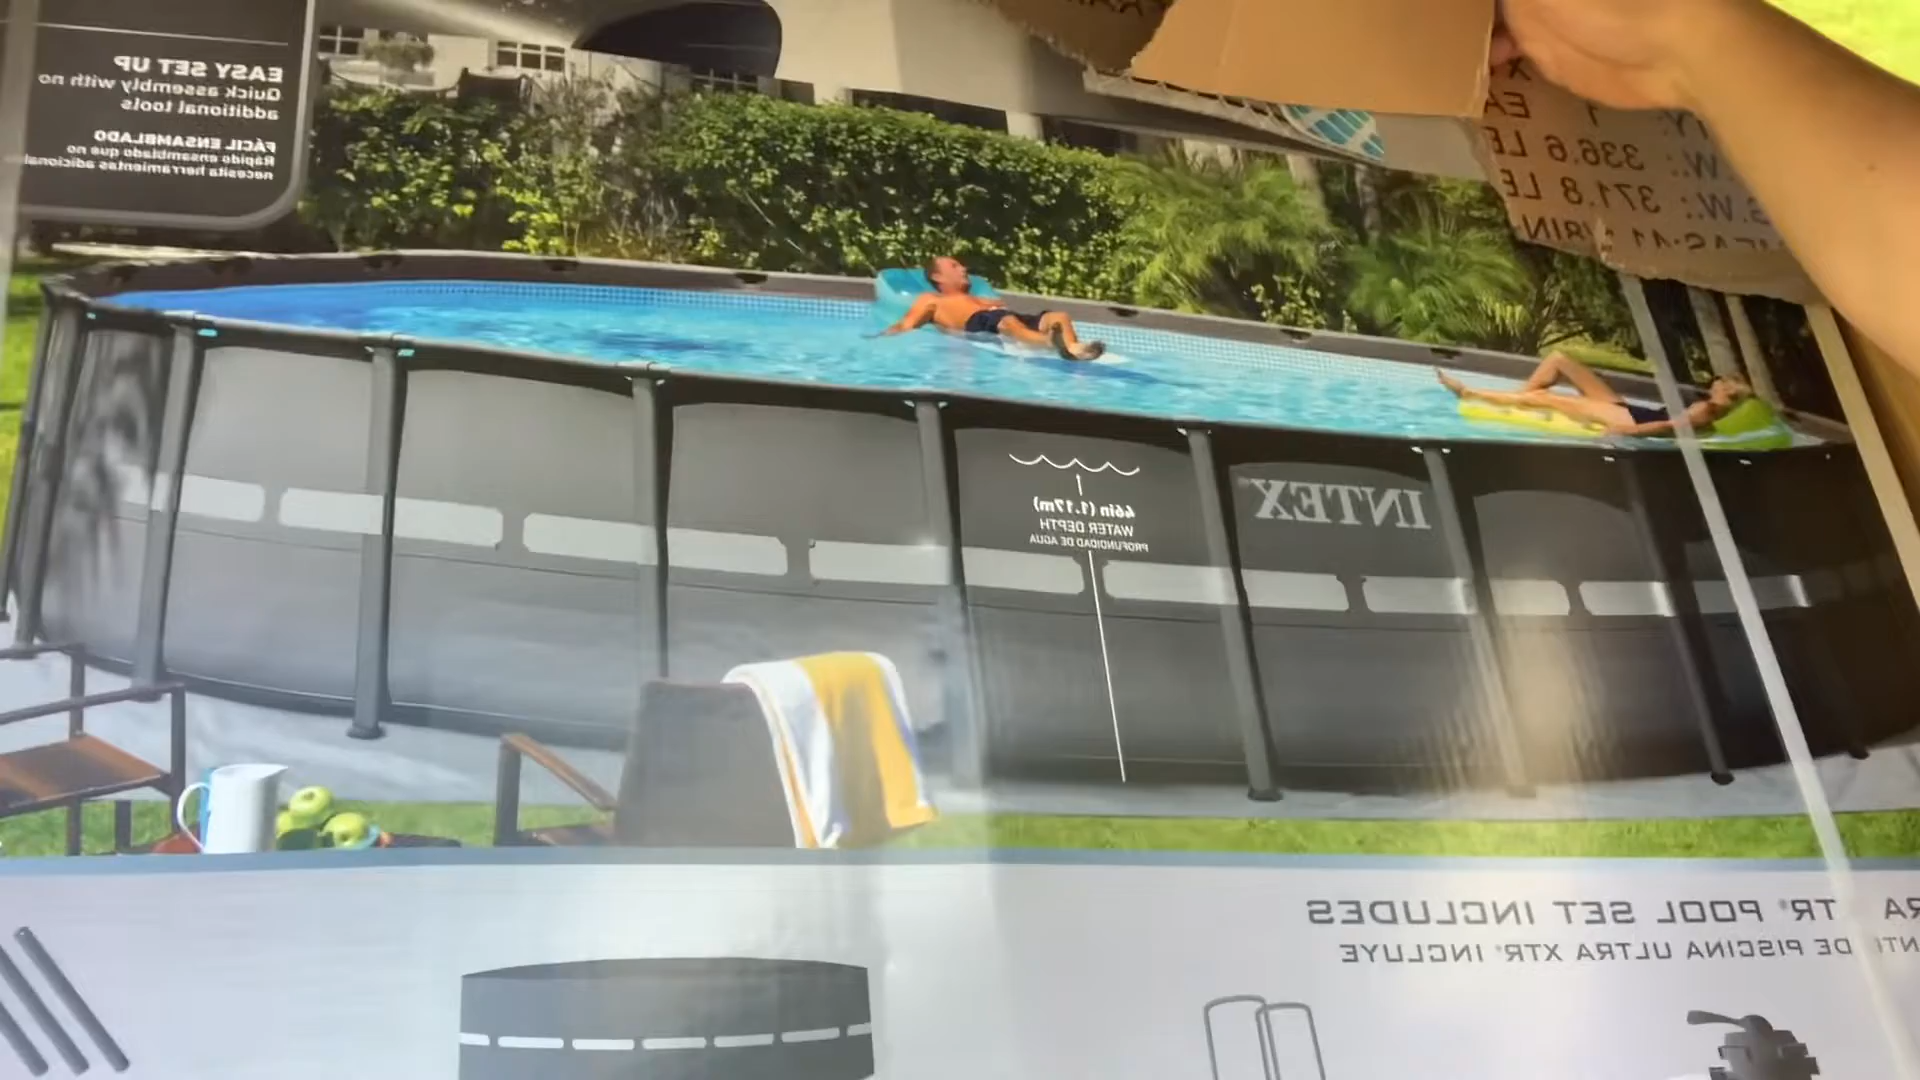 EASY SET UP
Quick assembly with no
additional tools
FÁCIL ENSAMBLADO
Rápido ensamblado que no
necesita herramientas adicionales
336.6 LB
371.8 LB
46in (1.17m)
WATER DEPTH
PROFUNDIDAD DE AGUA
INTEX
TR® POOL SET INCLUDES
DE PISCINA ULTRA XTR® INCLUYE